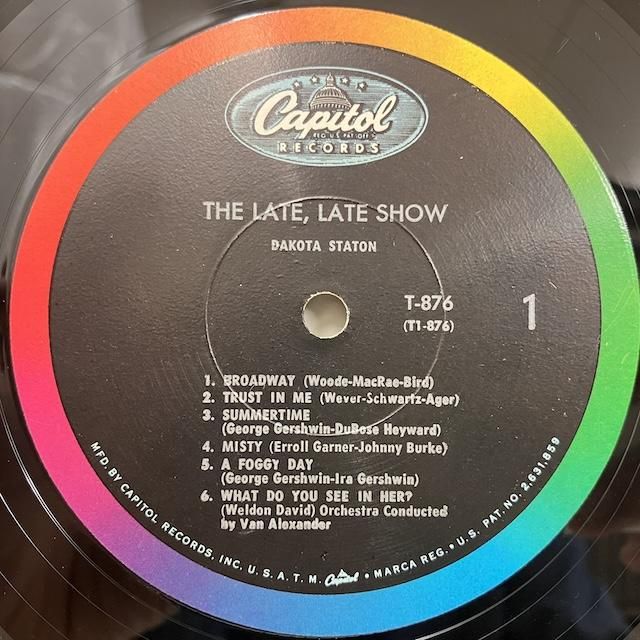 Capitol
REG. U.S. PAT. OFF.
RECORDS
THE LATE, LATE SHOW
DAKOTA STATON
T-876
(T1-876)
1
1. BROADWAY (Woode-MacRae-Bird)
2. TRUST IN ME (Wever-Schwartz-Ager)
3. SUMMERTIME
(George Gershwin-DuBose Heyward)
4. MISTY (Erroll Garner-Johnny Burke)
5. A FOGGY DAY
(George Gershwin-Ira Gershwin)
6. WHAT DO YOU SEE IN HER?
(Weldon David) Orchestra Conducted
by Van Alexander
MFD. BY CAPITOL RECORDS, INC. U. S. A. T. M. Capitol • MARCA REG. • U.S. PAT. NO. 2,631,859